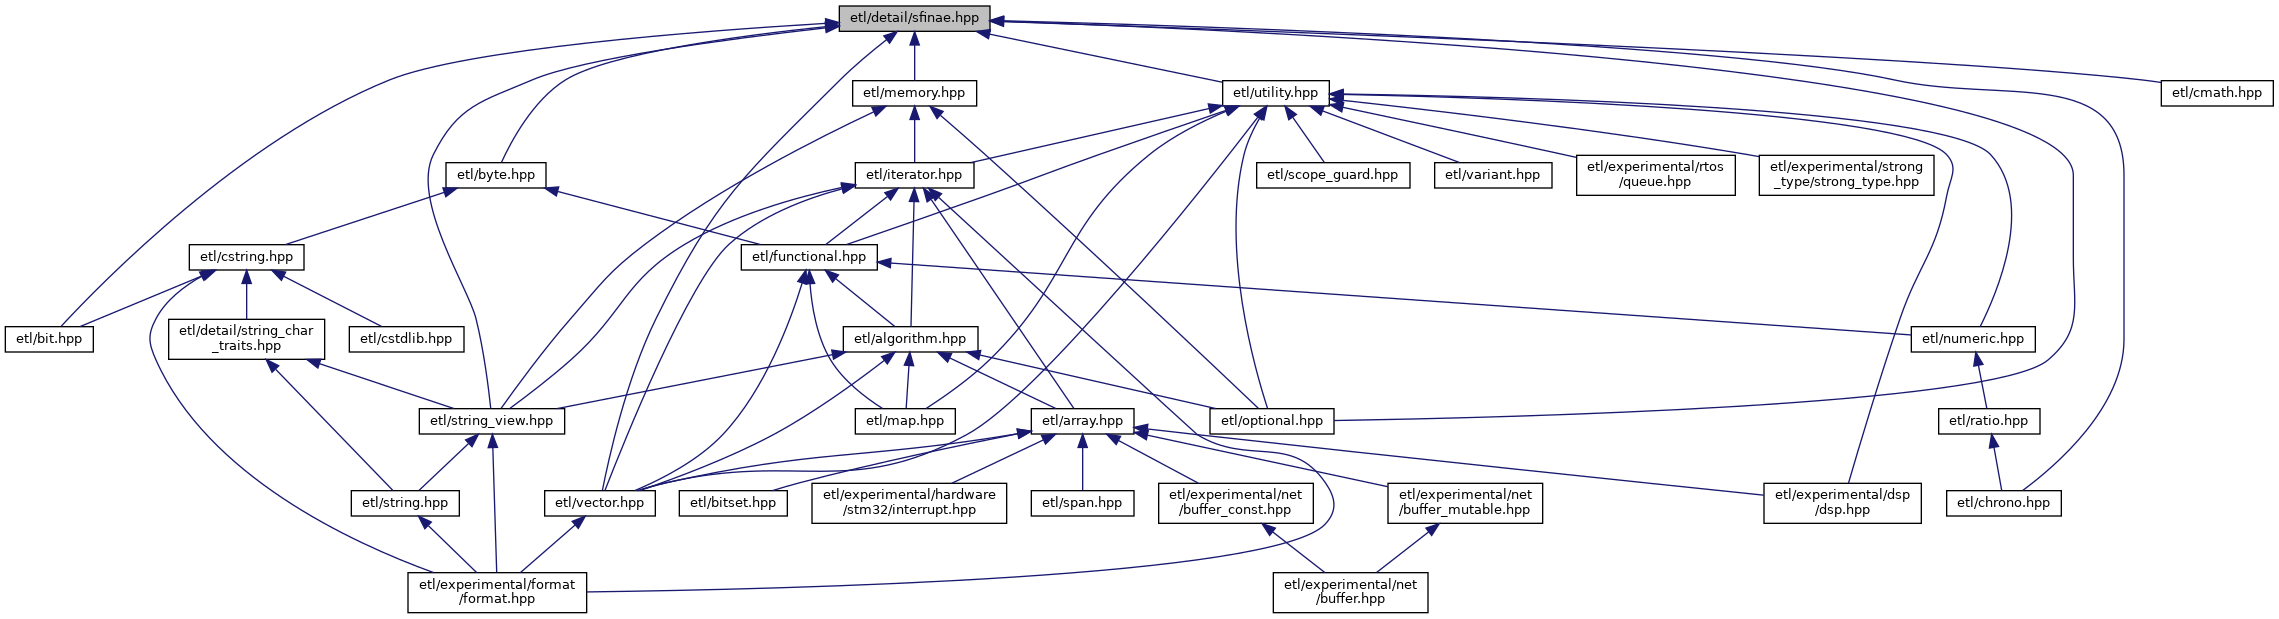 etl/detail/sfinae.hpp
etl/memory.hpp
etl/utility.hpp
etl/cmath.hpp
etl/byte.hpp
etl/iterator.hpp
etl/scope_guard.hpp
etl/variant.hpp
etl/experimental/rtos
/queue.hpp
etl/experimental/strong
_type/strong_type.hpp
etl/cstring.hpp
etl/functional.hpp
etl/bit.hpp
etl/detail/string_char
_traits.hpp
etl/cstdlib.hpp
etl/algorithm.hpp
etl/numeric.hpp
etl/string_view.hpp
etl/map.hpp
etl/array.hpp
etl/optional.hpp
etl/ratio.hpp
etl/string.hpp
etl/vector.hpp
etl/bitset.hpp
etl/experimental/hardware
/stm32/interrupt.hpp
etl/span.hpp
etl/experimental/net
/buffer_const.hpp
etl/experimental/net
/buffer_mutable.hpp
etl/experimental/dsp
/dsp.hpp
etl/chrono.hpp
etl/experimental/format
/format.hpp
etl/experimental/net
/buffer.hpp